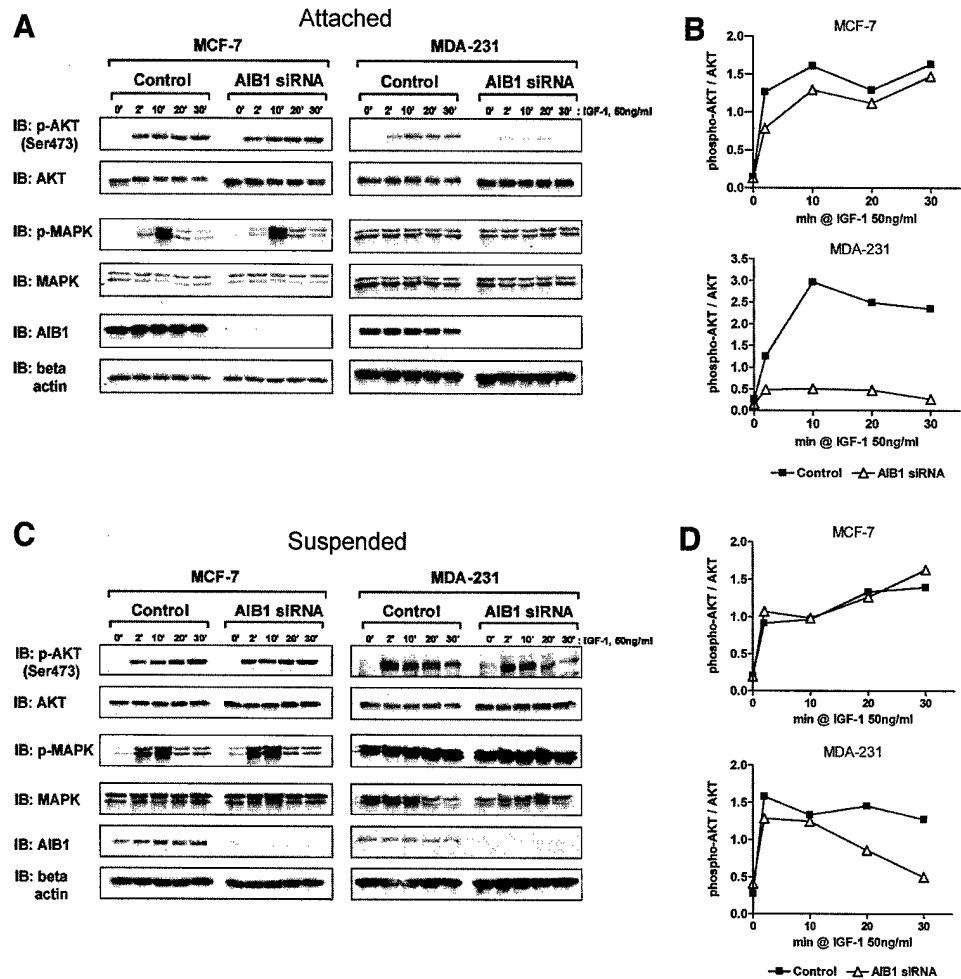 A
Attached
MCF-7
MDA-231
Control
AIB1 siRNA
Control
AIB1 siRNA
0' 2' 10' 20' 30'
0' 2' 10' 20' 30'
0' 2' 10' 20' 30'
0' 2' 10' 20' 30'
: IGF-1, 50ng/ml
IB: p-AKT
(Ser473)
IB: AKT
IB: p-MAPK
IB: MAPK
IB: AIB1
IB: beta
actin
B
MCF-7
phospho-AKT / AKT
2.0
1.5
1.0
0.5
0.0
0 10 20 30
min @ IGF-1 50ng/ml
MDA-231
phospho-AKT / AKT
3.5
3.0
2.5
2.0
1.5
1.0
0.5
0.0
0 10 20 30
min @ IGF-1 50ng/ml
Control AIB1 siRNA
C
Suspended
MCF-7
MDA-231
Control
AIB1 siRNA
Control
AIB1 siRNA
0' 2' 10' 20' 30'
0' 2' 10' 20' 30'
0' 2' 10' 20' 30'
0' 2' 10' 20' 30'
: IGF-1, 50ng/ml
IB: p-AKT
(Ser473)
IB: AKT
IB: p-MAPK
IB: MAPK
IB: AIB1
IB: beta
actin
D
MCF-7
phospho-AKT / AKT
2.0
1.5
1.0
0.5
0.0
0 10 20 30
min @ IGF-1 50ng/ml
MDA-231
phospho-AKT / AKT
2.0
1.5
1.0
0.5
0.0
0 10 20 30
min @ IGF-1 50ng/ml
Control AIB1 siRNA